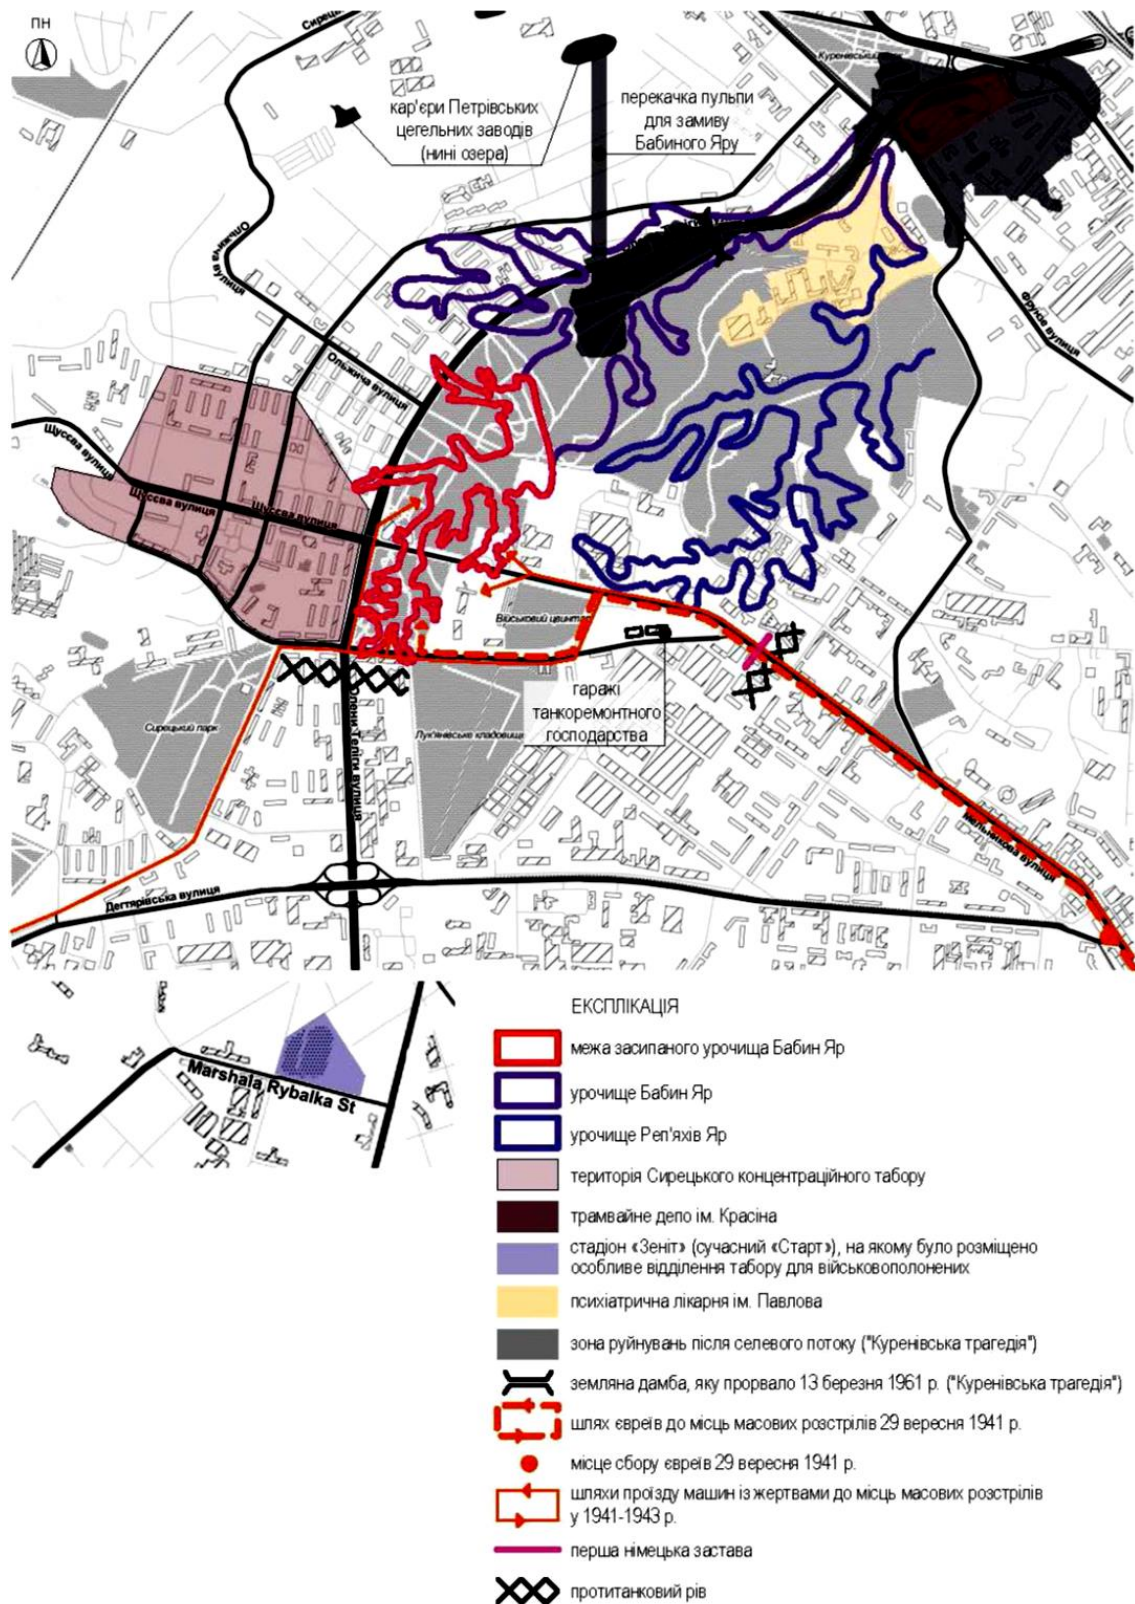 ПН
Сирец
Куренівський
кар'єри Петрівських
цегельних заводів
(нині озера)
перекачка пульпи
для замиву
Бабиного Яру
Ольжича
вулиця
Фрунзе вулиця
Ольжича вулиця
Щусєва вулиця
Щусєва вулиця
Щусєва вулиця
Військовий цвинтар
гаражі
танкоремонтного
господарства
Сирецький парк
Лук'янівське кладовище
Олени Теліги вулиця
Мельникова вулиця
Дегтярівська вулиця
Marshala Rybalka St
ЕКСПЛІКАЦІЯ
межа засипаного урочища Бабин Яр
урочище Бабин Яр
урочище Реп'яхів Яр
територія Сирецького концентраційного табору
трамвайне депо ім. Красіна
стадіон «Зеніт» (сучасний «Старт»), на якому було розміщено
особливе відділення табору для військовополонених
психіатрична лікарня ім. Павлова
зона руйнувань після селевого потоку ("Куренівська трагедія")
земляна дамба, яку прорвало 13 березня 1961 р. ("Куренівська трагедія")
шлях євреїв до місць масових розстрілів 29 вересня 1941 р.
місце сбору євреїв 29 вересня 1941 р.
шляхи проїзду машин із жертвами до місць масових розстрілів
у 1941-1943 р.
перша німецька застава
протитанковий рів